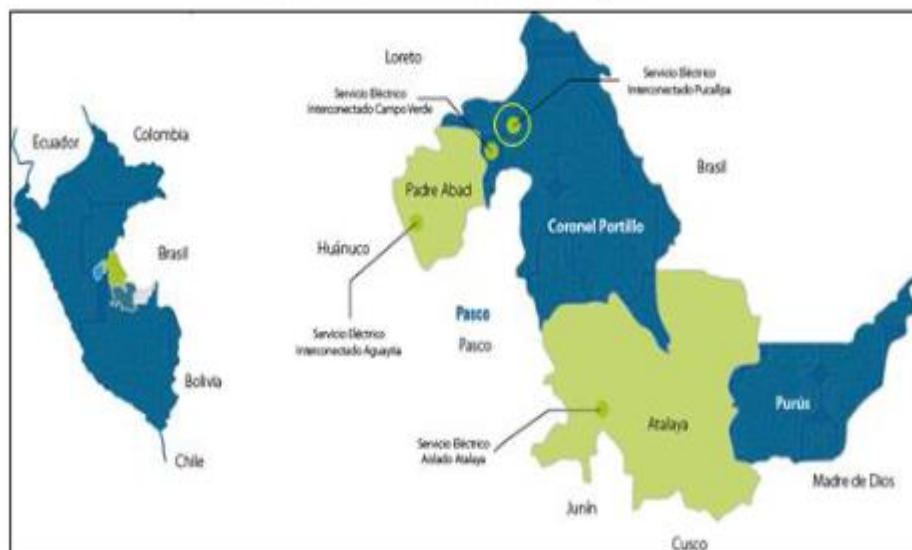 Ecuador
Colombia
Brasil
Bolivia
Chile
Loreto
Servicio Eléctrico
Interconectado Campo Verde
Servicio Eléctrico
Interconectado Pucallpa
Padre Abad
Brasil
Coronel Portillo
Huánuco
Pasco
Pasco
Servicio Eléctrico
Interconectado Aguaytia
Purús
Atalaya
Servicio Eléctrico
Aislado Atalaya
Madre de Dios
Junín
Cusco